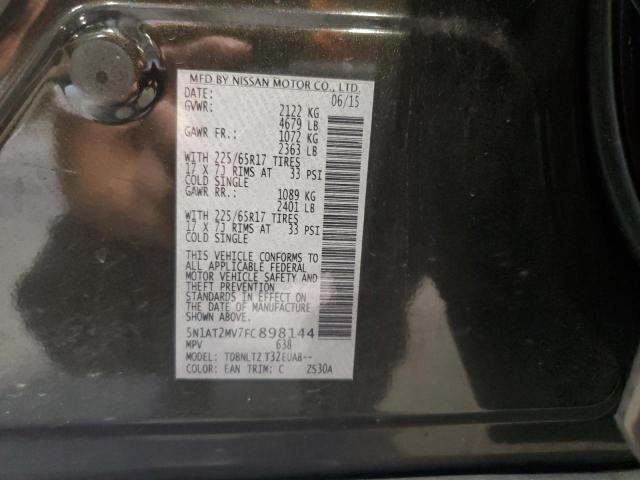 MFD BY NISSAN MOTOR CO., LTD.
DATE: 06/15
GVWR: 2122 KG
4679 LB
GAWR FR.: 1072 KG
2363 LB
WITH 225/65R17 TIRES
17 X 7J RIMS AT 33 PSI
COLD SINGLE
GAWR RR.: 1089 KG
2401 LB
WITH 225/65R17 TIRES
17 X 7J RIMS AT 33 PSI
COLD SINGLE
THIS VEHICLE CONFORMS TO
ALL APPLICABLE FEDERAL
MOTOR VEHICLE SAFETY AND
THEFT PREVENTION
STANDARDS IN EFFECT ON
THE DATE OF MANUFACTURE
SHOWN ABOVE.
5N1AT2MV7FC898144
MPV 638
MODEL: TDBNLTZ T32EUA8--
COLOR: EAN TRIM: C ZS30A